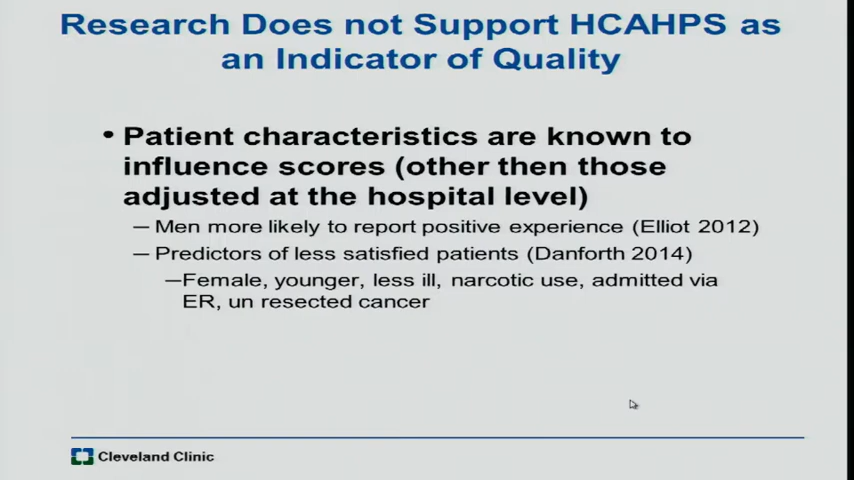 Research Does not Support HCAHPS as
an Indicator of Quality
• Patient characteristics are known to
influence scores (other then those
adjusted at the hospital level)
– Men more likely to report positive experience (Elliot 2012)
– Predictors of less satisfied patients (Danforth 2014)
–Female, younger, less ill, narcotic use, admitted via
ER, un resected cancer
Cleveland Clinic